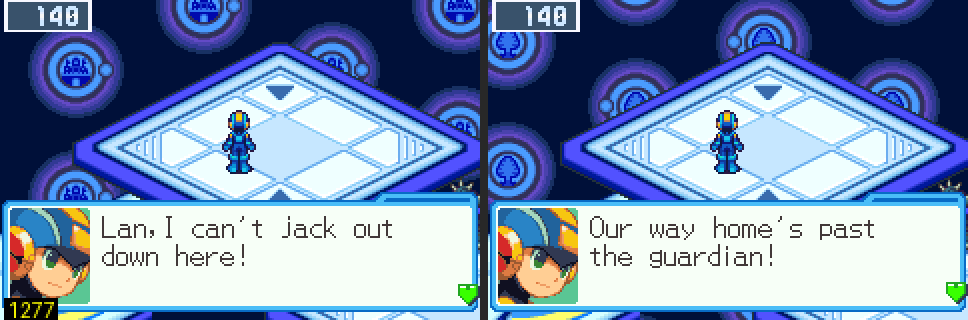 140
Lan,I can't jack out
down here!
1277
140
Our way home's past
the guardian!